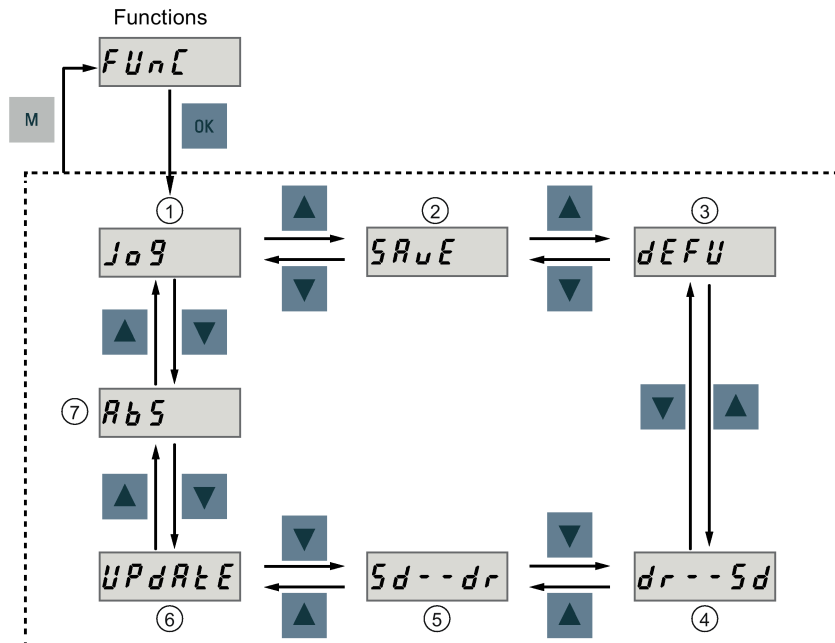 Functions
FUnC
M
OK
1
2
3
Jog
SAvE
dEFU
7
AbS
UPdAtE
Sd--dr
dr--Sd
6
5
4